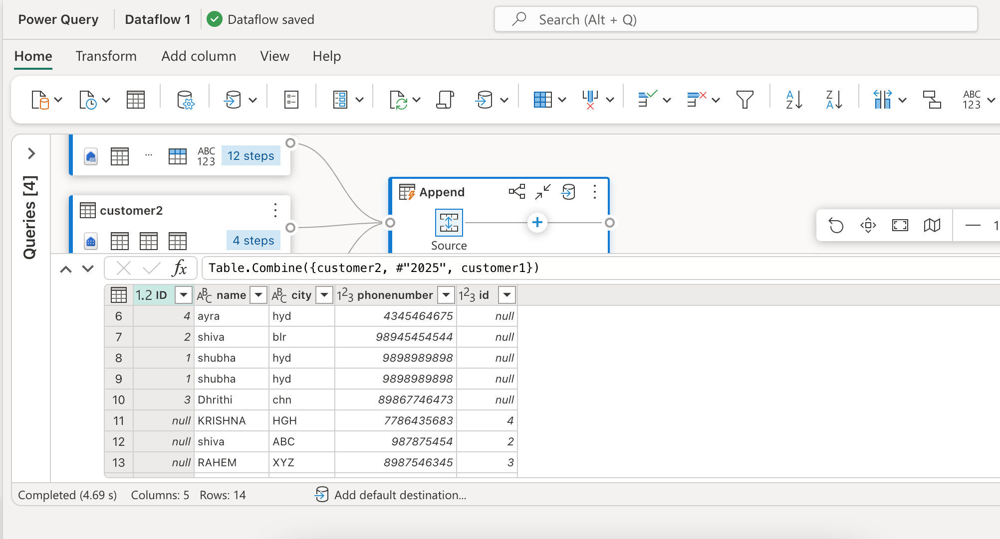 Power Query Dataflow 1 Dataflow saved Search (Alt + Q)
Home Transform Add column View Help
A Z Z A ABC 123
ABC 123 12 steps
Append
customer2
4 steps
Source
1
Queries [4]
fx Table.Combine({customer2, #"2025", customer1})
1.2 ID ABC name ABC city 123 phonenumber 123 id
6 4 ayra hyd 4345464675 null
7 2 shiva blr 98945454544 null
8 1 shubha hyd 9898989898 null
9 1 shubha hyd 9898989898 null
10 3 Dhrithi chn 89867746473 null
11 null KRISHNA HGH 7786435683 4
12 null shiva ABC 987875454 2
13 null RAHEM XYZ 8987546345 3
Completed (4.69 s) Columns: 5 Rows: 14 Add default destination...